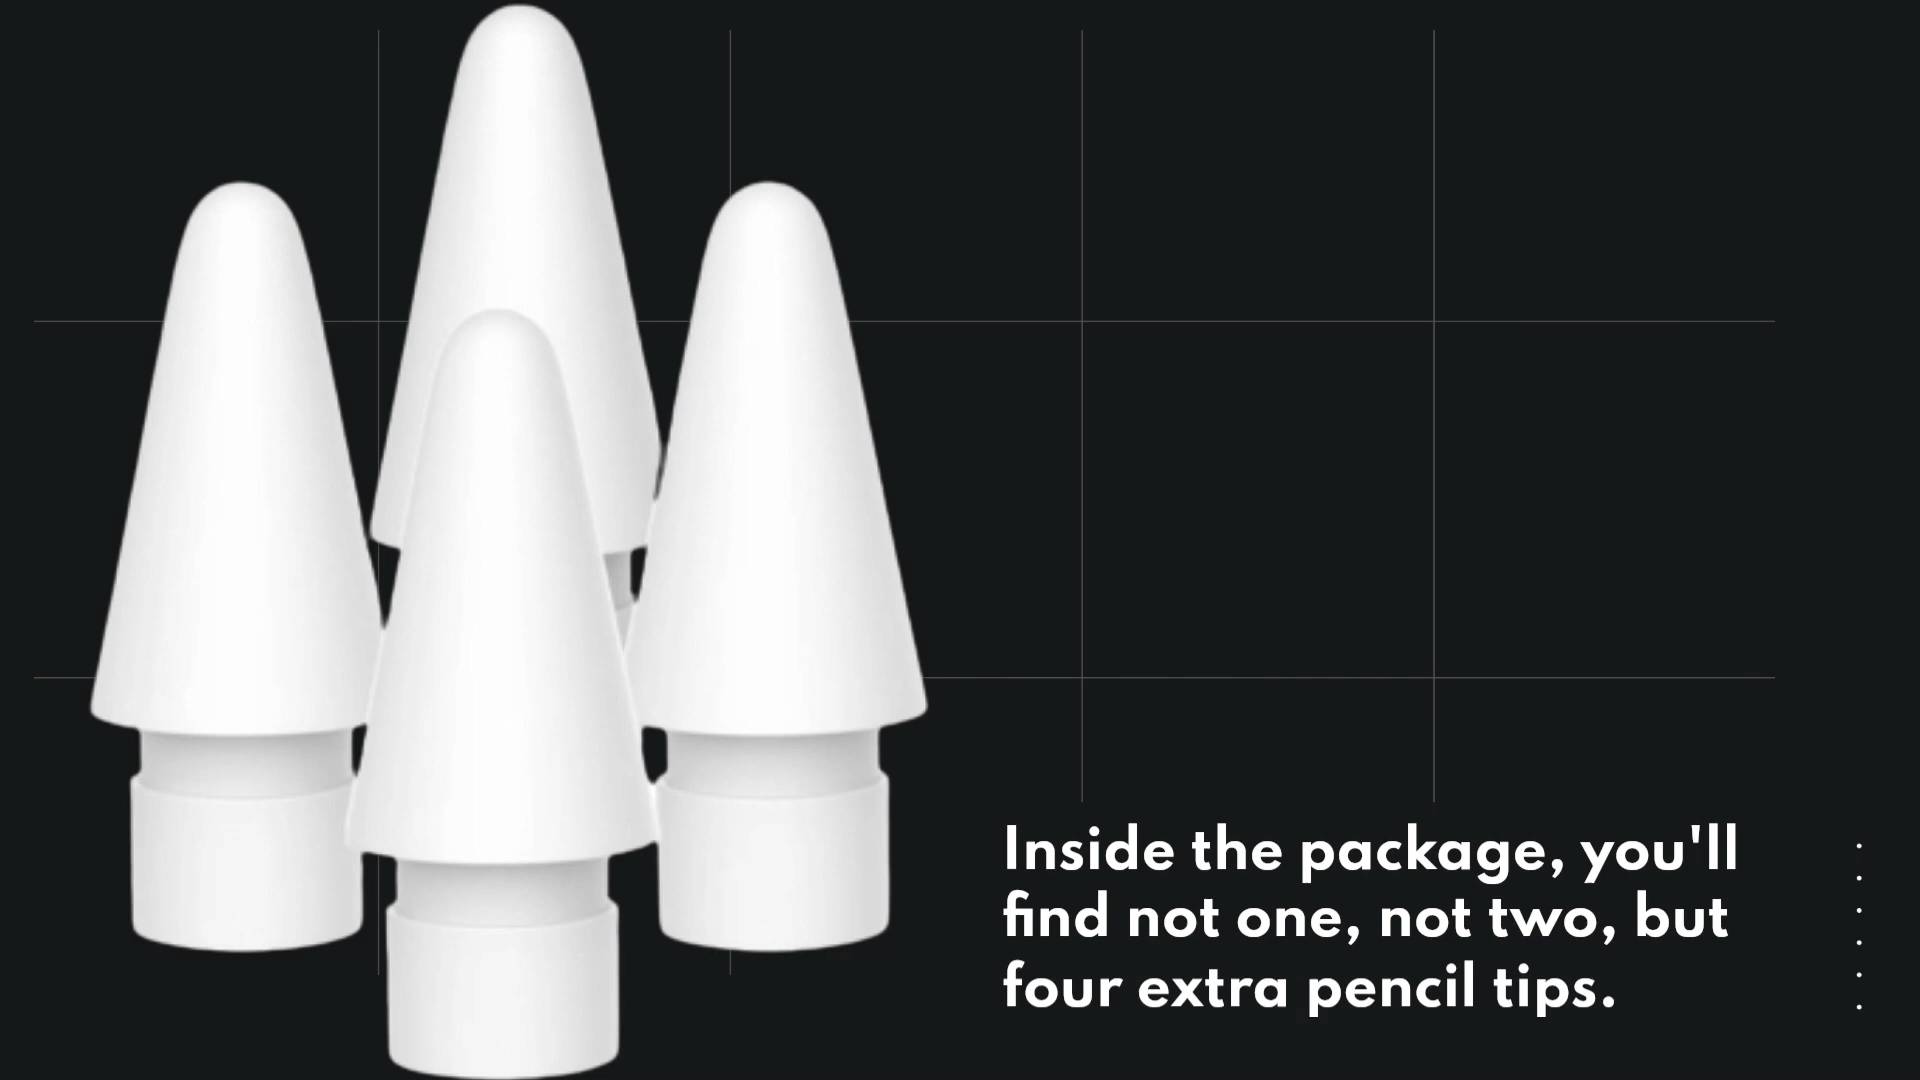 Inside the package, you'll
find not one, not two, but
four extra pencil tips.